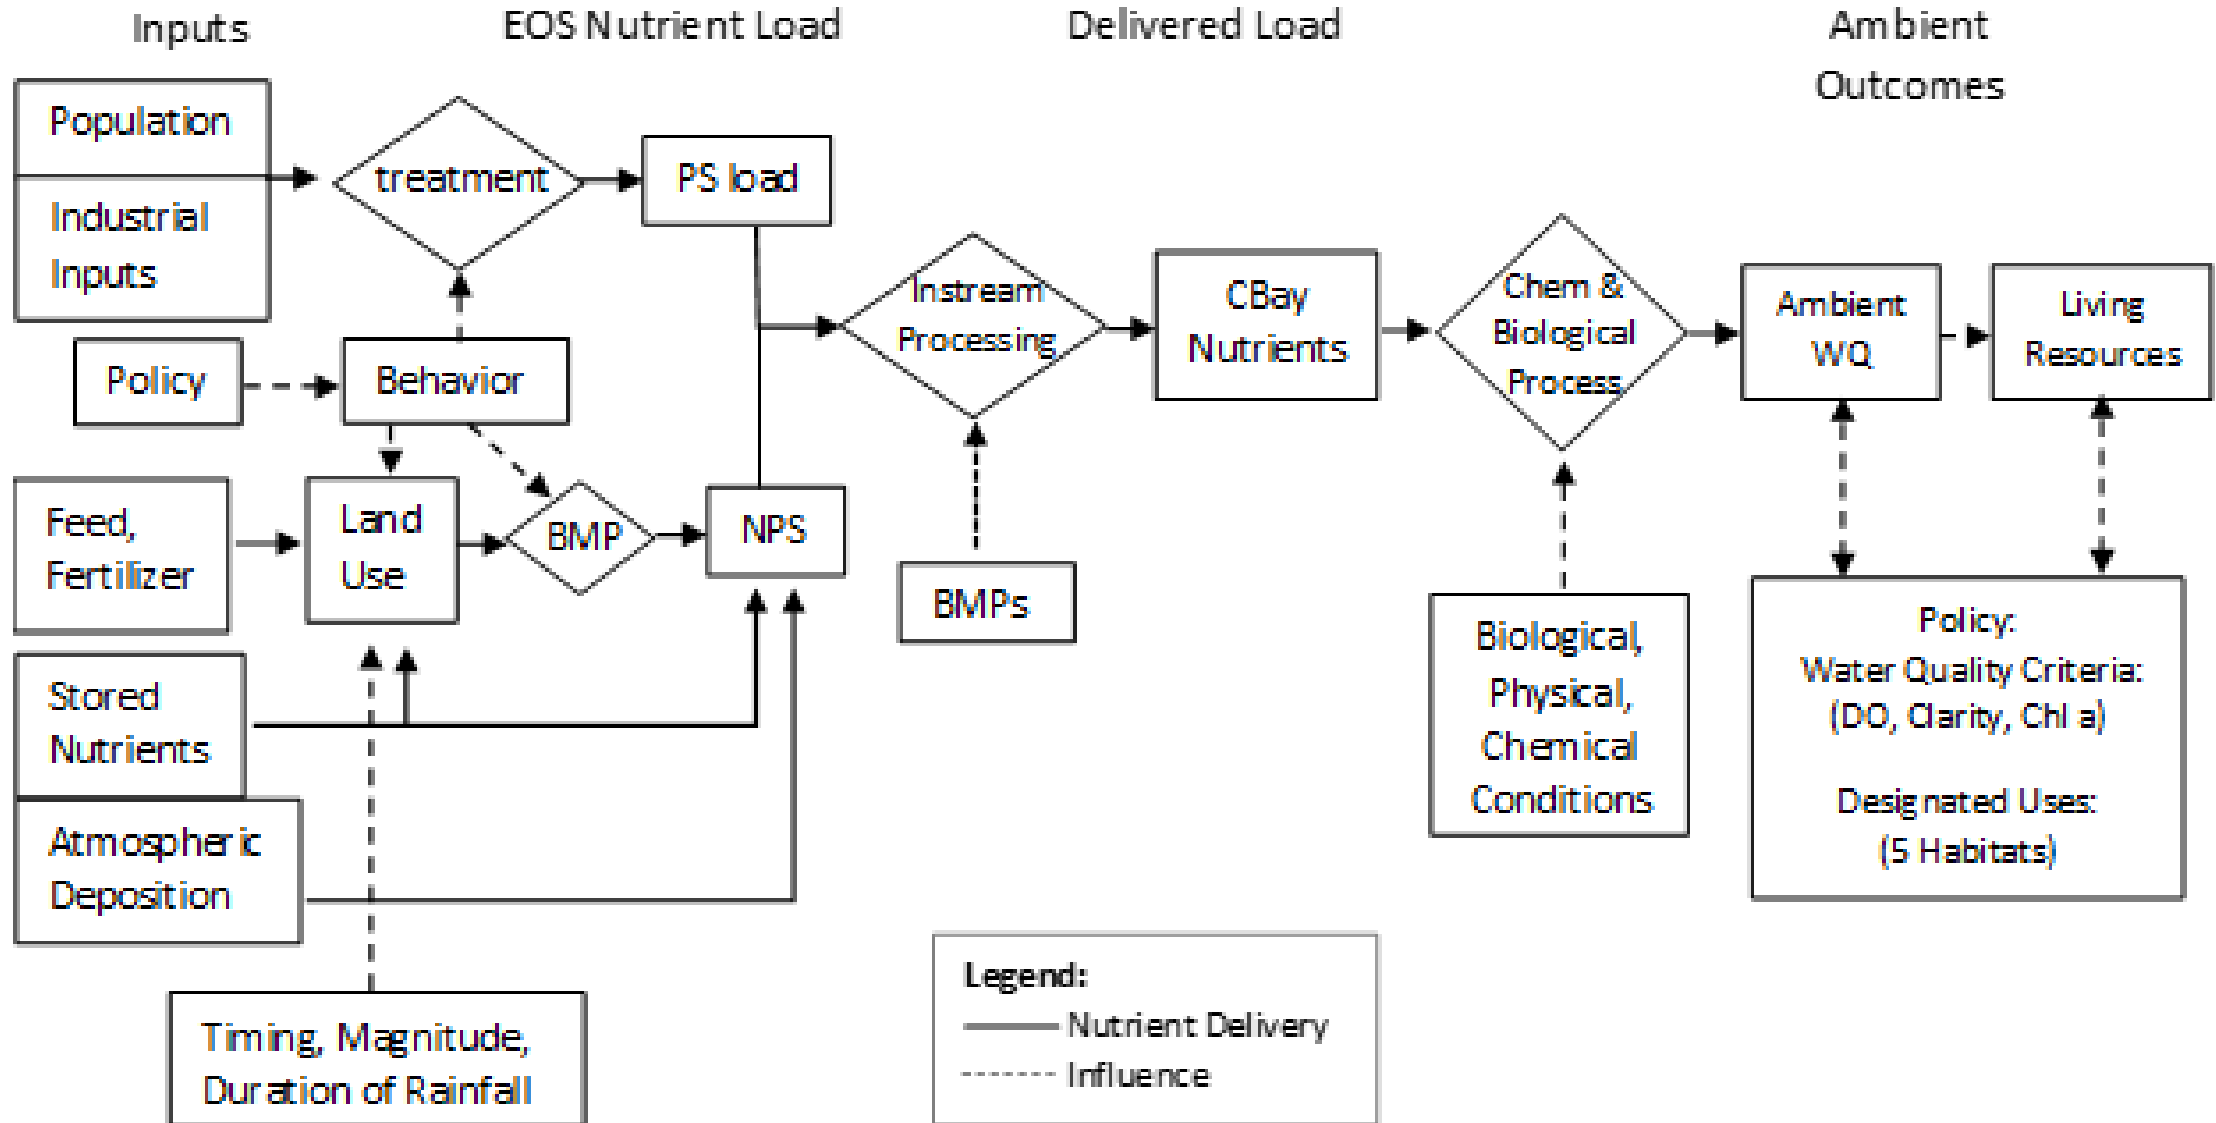 Inputs
EOS Nutrient Load
Delivered Load
Ambient
Outcomes
Population
Industrial
Inputs
treatment
PS load
Policy
Behavior
Feed,
Fertilizer
Land
Use
BMP
NPS
Stored
Nutrients
Atmospheric
Deposition
Timing, Magnitude,
Duration of Rainfall
Instream
Processing
BMPs
CBay
Nutrients
Chem &
Biological
Process
Biological,
Physical,
Chemical
Conditions
Ambient
WQ
Living
Resources
Policy:
Water Quality Criteria:
(DO, Clarity, Chl a)
Designated Uses:
(5 Habitats)
Legend:
Nutrient Delivery
Influence